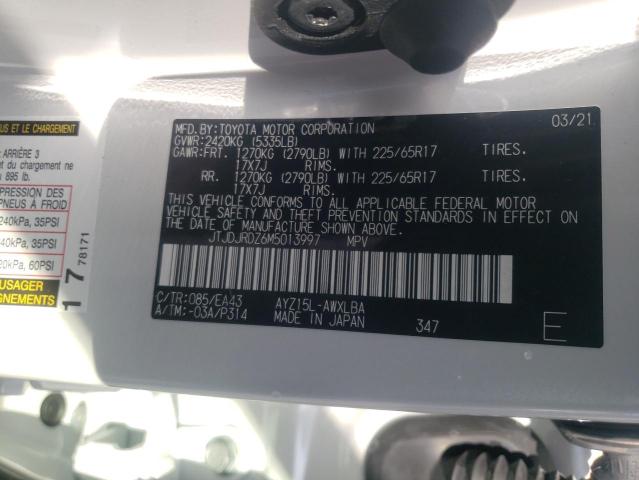 US ET LE CHARGEMENT
: ARRIÈRE 3
t du chargement ne
u 895 lb.
PRESSION DES
PNEUS À FROID
240kPa, 35PSI
240kPa, 35PSI
20kPa, 60PSI
USAGER
GNEMENTS
1 7 78171
MFD. BY: TOYOTA MOTOR CORPORATION 03/21
GVWR: 2420KG (5335LB)
GAWR: FRT. 1270KG (2790LB) WITH 225/65R17 TIRES.
17X7J RIMS.
RR. 1270KG (2790LB) WITH 225/65R17 TIRES.
17X7J RIMS.
THIS VEHICLE CONFORMS TO ALL APPLICABLE FEDERAL MOTOR
VEHICLE SAFETY AND THEFT PREVENTION STANDARDS IN EFFECT ON
THE DATE OF MANUFACTURE SHOWN ABOVE.
JTJDJRDZ6M5013997 MPV
C/TR: 085/EA43 AYZ15L-AWXLBA
A/TM: -03A/P314 MADE IN JAPAN 347 E